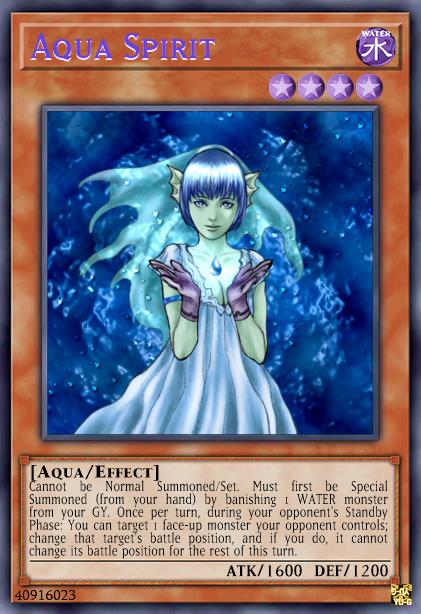 Aqua Spirit
WATER
水
[Aqua/Effect]
Cannot be Normal Summoned/Set. Must first be Special
Summoned (from your hand) by banishing 1 WATER monster
from your GY. Once per turn, during your opponent's Standby
Phase: You can target 1 face-up monster your opponent controls;
change that target's battle position, and if you do, it cannot
change its battle position for the rest of this turn.
ATK/1600 DEF/1200
40916023